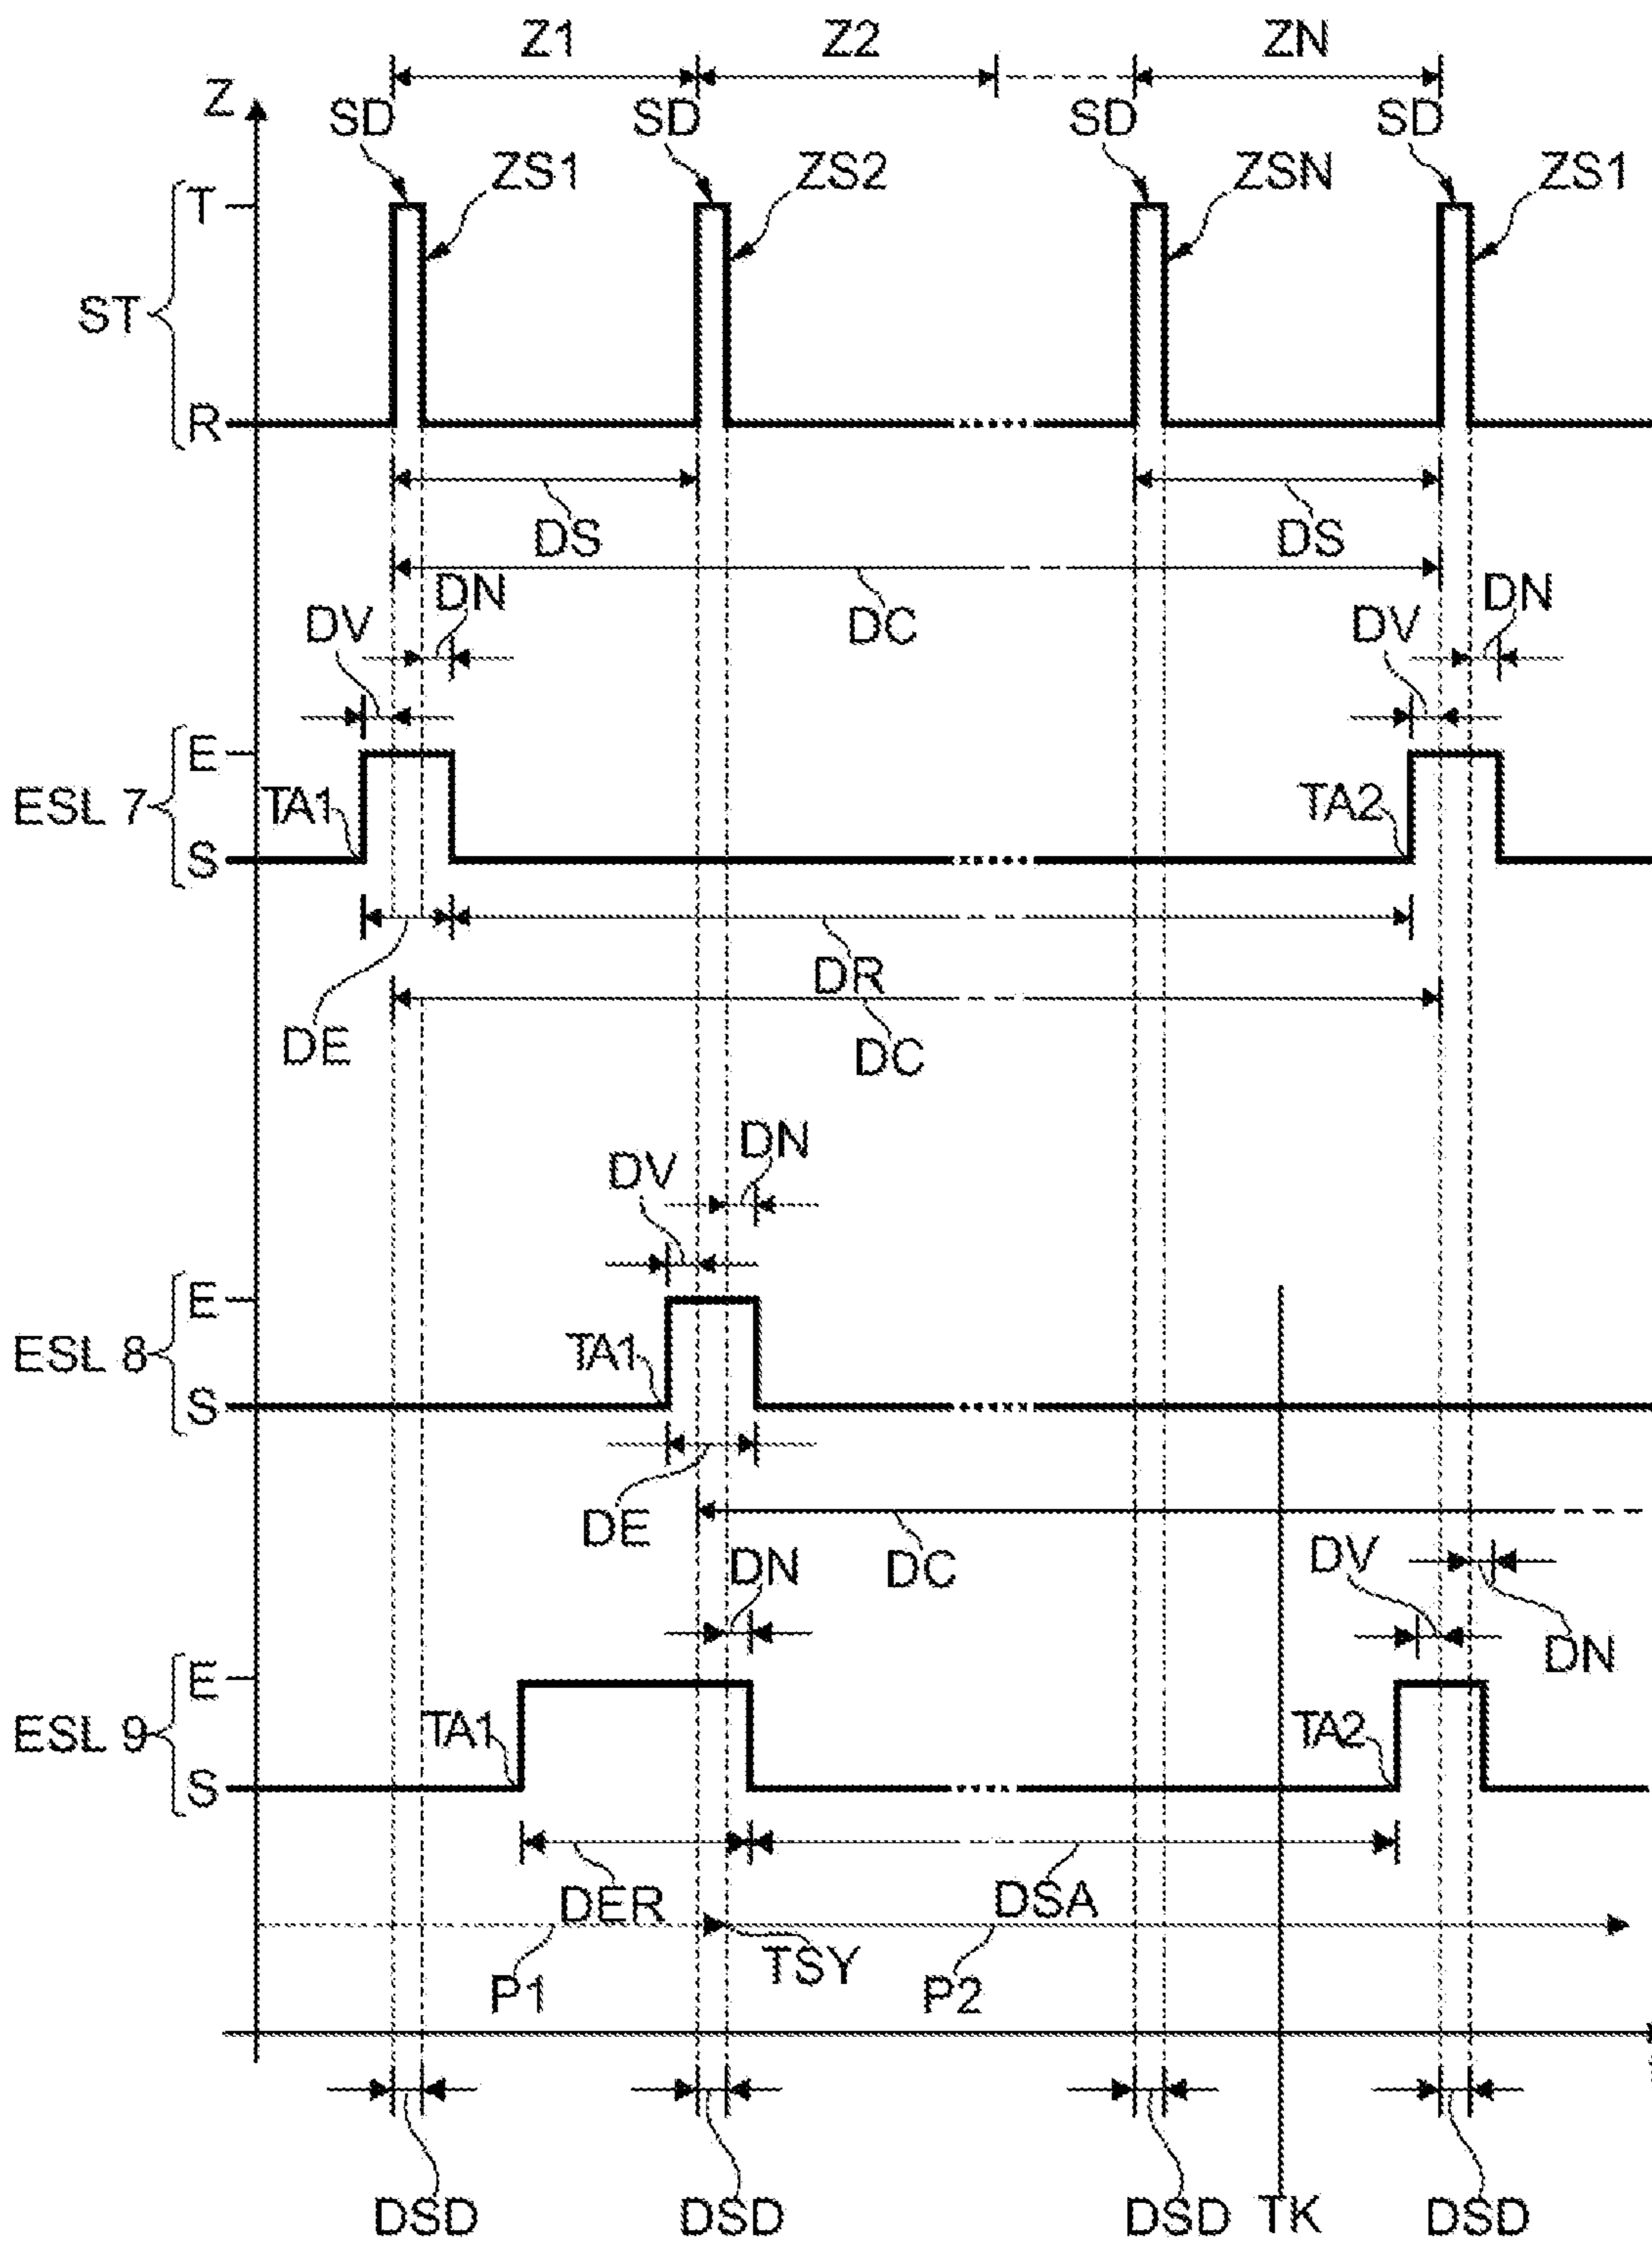 Z1 Z2 ZN
Z SD SD SD SD
ZS1 ZS2 ZSN ZS1
T
ST
R
DS DS
DN DN
DV DC DV
E
ESL 7 TA1 TA2
S
DR
DE DC
DN
DV
E
ESL 8 TA1
S
DE DC DV
DN
DN
E
ESL 9 TA1 TA2
S
DER DSA
TSY
P1 P2
DSD DSD DSD TK DSD